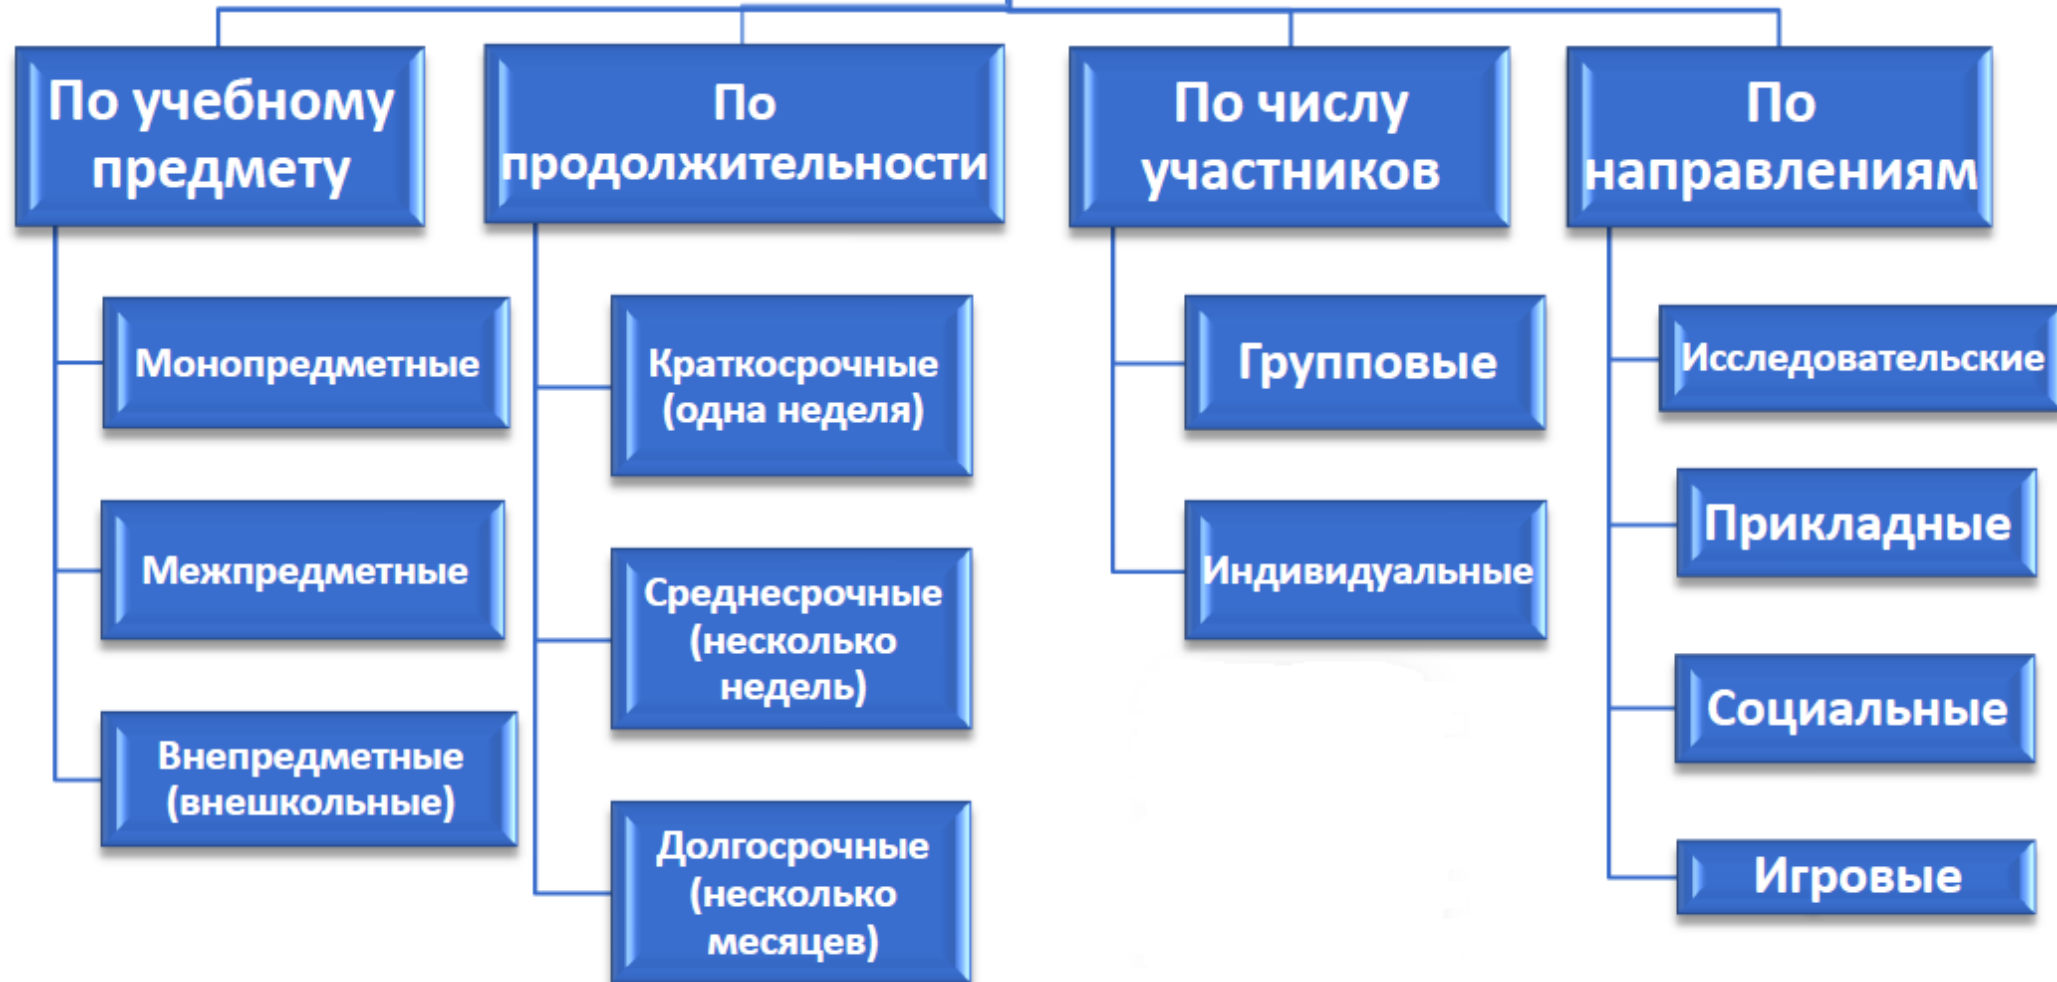 По учебному
предмету
Монопредметные
Межпредметные
Внепредметные
(внешкольные)
По
продолжительности
Краткосрочные
(одна неделя)
Среднесрочные
(несколько
недель)
Долгосрочные
(несколько
месяцев)
По числу
участников
Групповые
Индивидуальные
По
направлениям
Исследовательские
Прикладные
Социальные
Игровые